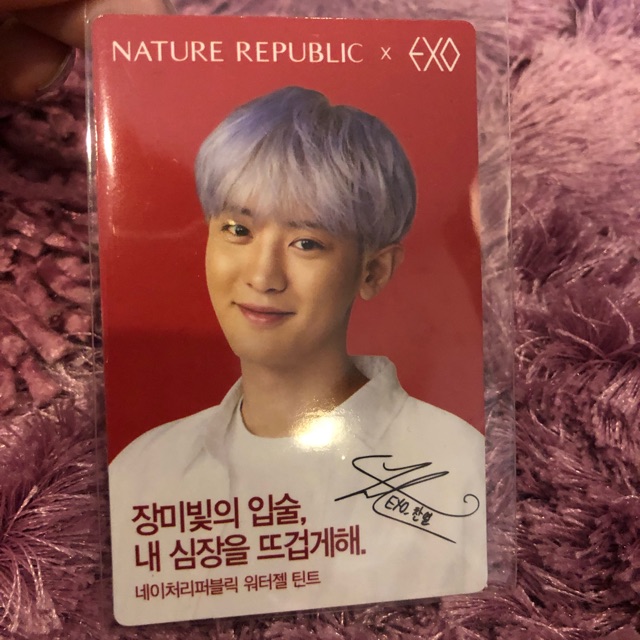 NATURE REPUBLIC x EXO
EXO 찬열
장미빛의 입술,
내 심장을 뜨겁게해.
네이처리퍼블릭 워터젤 틴트